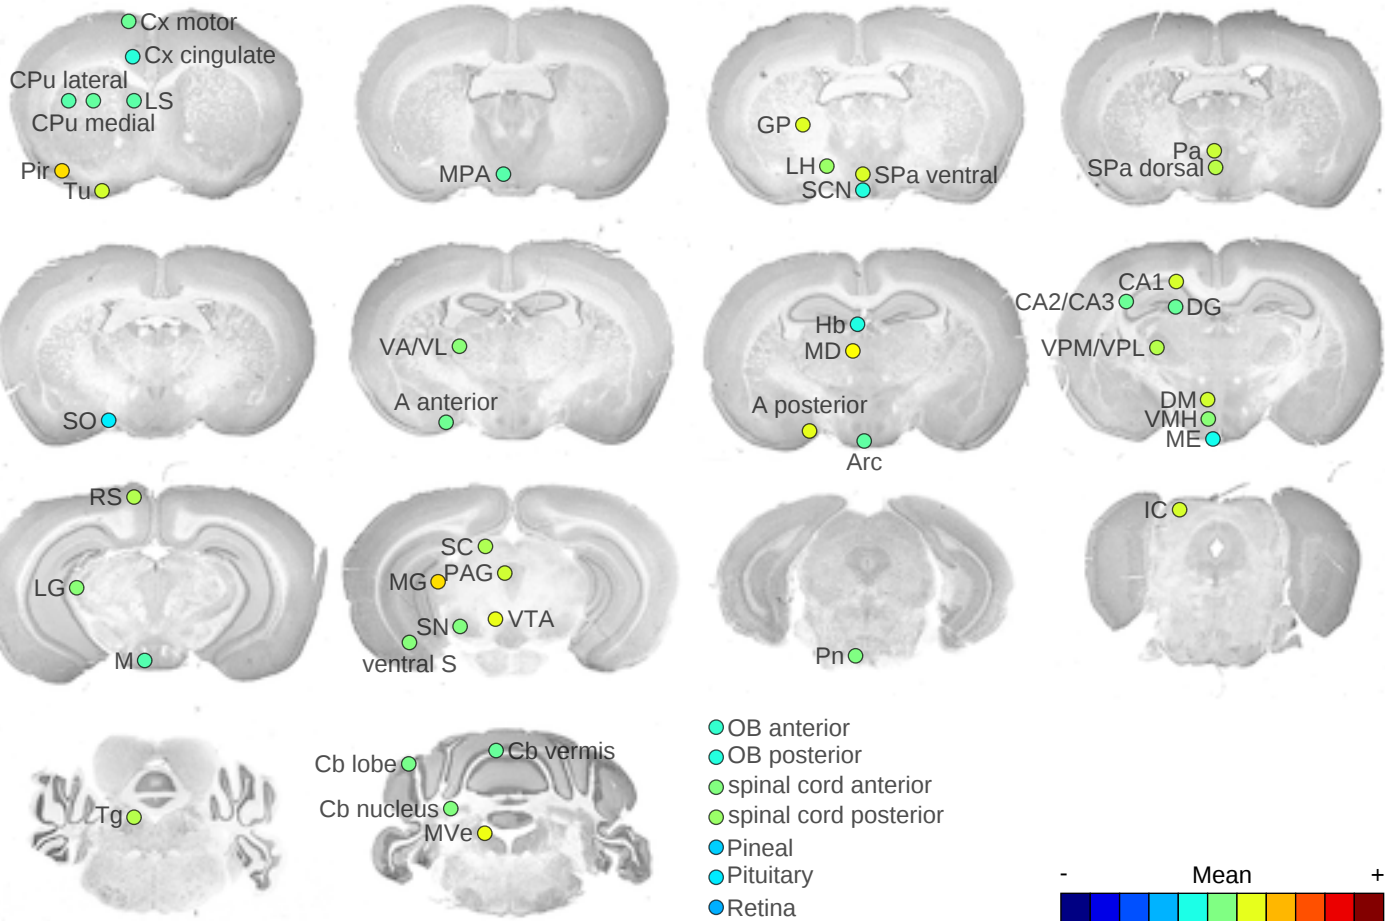 Cx motor
Cx cingulate
CPu lateral
LS
CPu medial
Pir
Tu
MPA
GP
LH
SPa ventral
SCN
Pa
SPa dorsal
SO
VA/VL
A anterior
Hb
MD
A posterior
Arc
CA1
CA2/CA3
DG
VPM/VPL
DM
VMH
ME
RS
LG
M
SC
MG
PAG
SN
VTA
ventral S
Pn
IC
Tg
Cb lobe
Cb vermis
Cb nucleus
MVe
OB anterior
OB posterior
spinal cord anterior
spinal cord posterior
Pineal
Pituitary
Retina
- Mean +